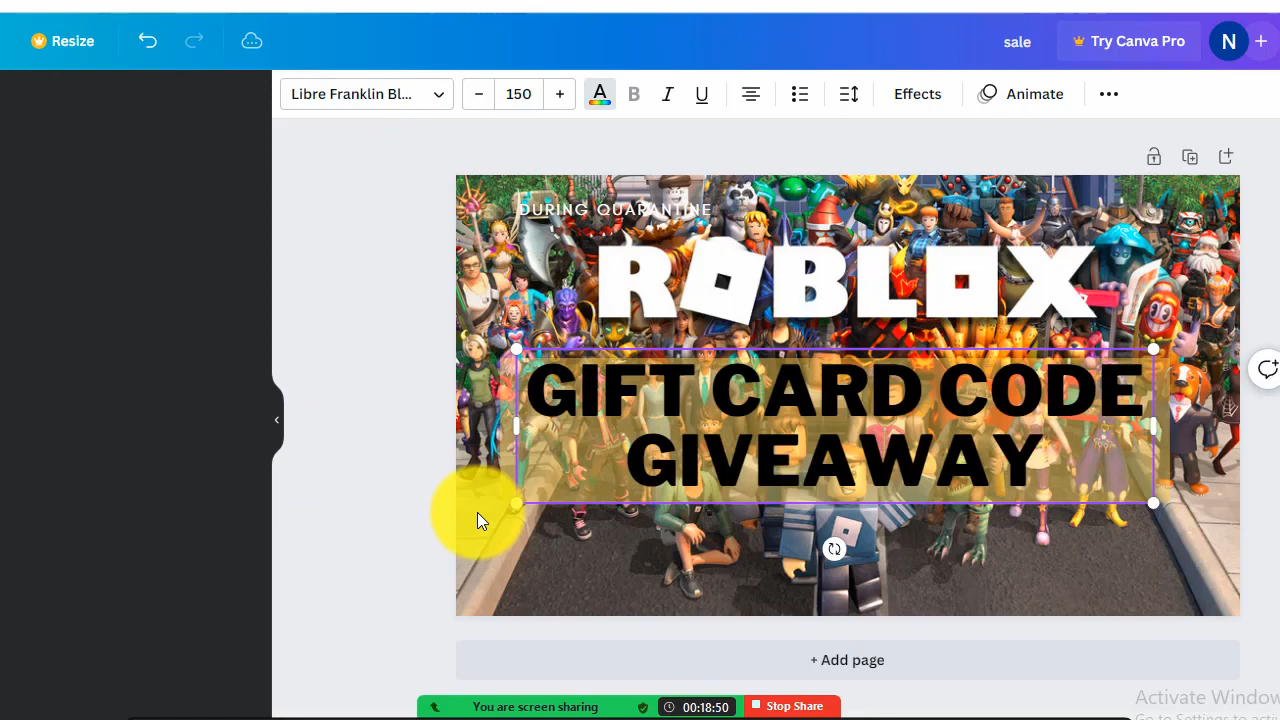 Resize
sale
Try Canva Pro
N
Libre Franklin Bl...
150
A
B
I
U
Effects
Animate
DURING QUARANTINE
ROBLOX
GIFT CARD CODE
GIVEAWAY
+ Add page
You are screen sharing
00:18:50
Stop Share
Activate Window